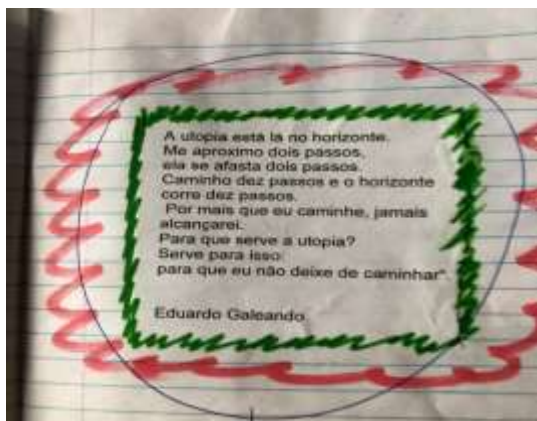 A utopia está lá no horizonte.
Me aproximo dois passos,
ela se afasta dois passos.
Caminho dez passos e o horizonte
corre dez passos.
Por mais que eu caminhe, jamais
alcançarei.
Para que serve a utopia?
Serve para isso:
para que eu não deixe de caminhar"
Eduardo Galeando